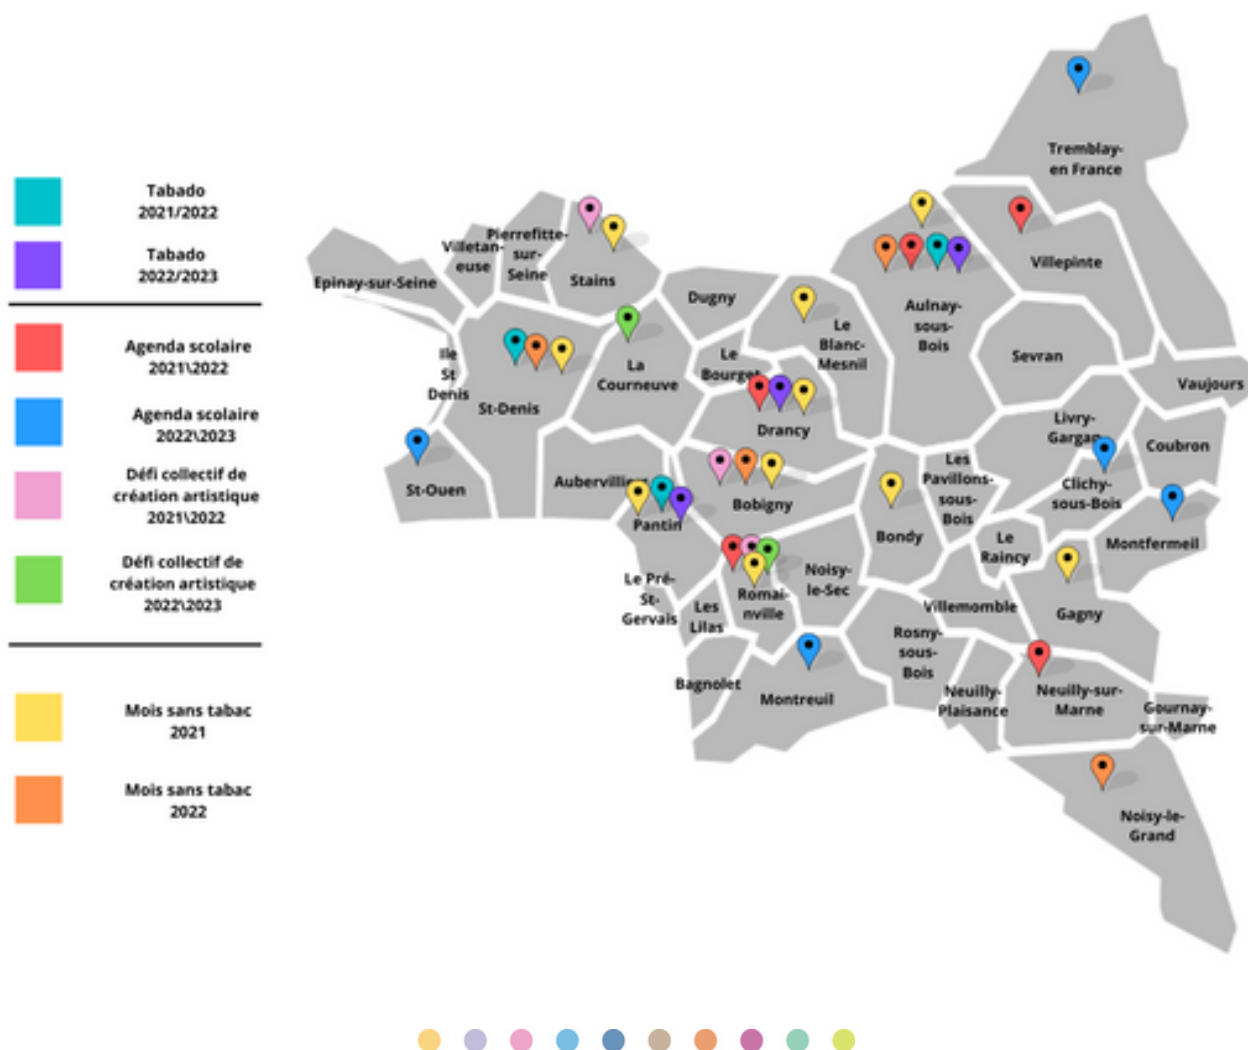 Tabado
2021/2022
Tabado
2022/2023
Agenda scolaire
2021\2022
Agenda scolaire
2022\2023
Défi collectif de
création artistique
2021\2022
Défi collectif de
création artistique
2022\2023
Mois sans tabac
2021
Mois sans tabac
2022
Tremblay-
en France
Villepinte
Epinay-sur-Seine
Villetan-
euse
Pierrefitte-
sur-
Seine
Stains
Dugny
Le
Blanc-
Mesnil
Aulnay-
sous-
Bois
Sevran
Vaujours
Ile
St
Denis
St-Denis
La
Courneuve
Le
Bourget
Drancy
Livry-
Gargan
Coubron
St-Ouen
Aubervilliers
Pantin
Bobigny
Bondy
Les
Pavillons-
sous-
Bois
Clichy-
sous-Bois
Le
Raincy
Montfermeil
Le Pré-
St-
Gervais
Les
Lilas
Romai-
nville
Noisy-
le-Sec
Villemomble
Gagny
Rosny-
sous-
Bois
Bagnolet
Montreuil
Neuilly-
Plaisance
Neuilly-sur-
Marne
Gournay-
sur-Marne
Noisy-le-
Grand